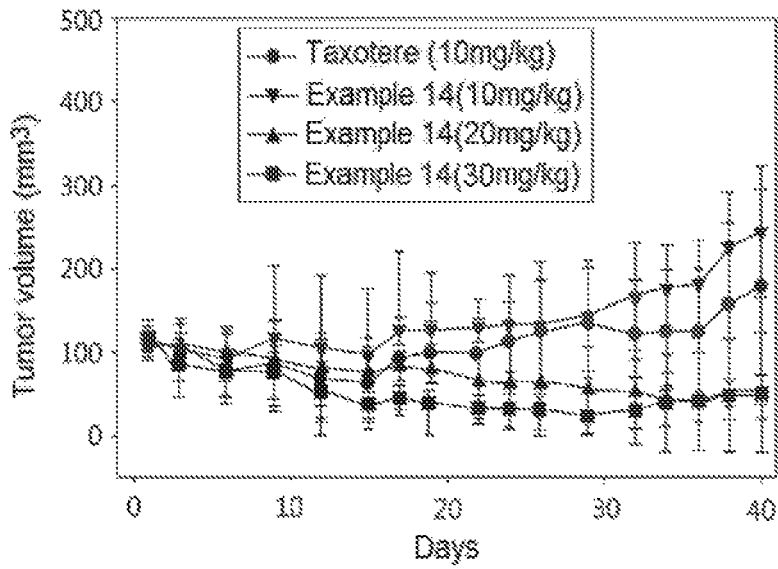 500
400
300
200
100
0
Tumor volume (mm³)
Taxotere (10mg/kg)
Example 14(10mg/kg)
Example 14(20mg/kg)
Example 14(30mg/kg)
0 10 20 30 40
Days